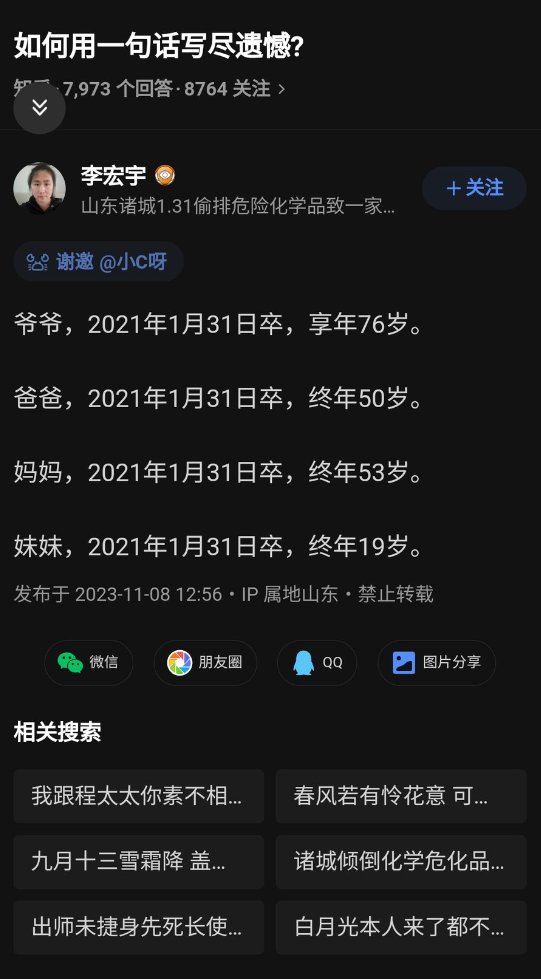 如何用一句话写尽遗憾?
7,973 个回答 · 8764 关注 >
李宏宇
+关注
山东诸城1.31偷排危险化学品致一家...
谢邀 @小C呀
爷爷，2021年1月31日卒，享年76岁。
爸爸，2021年1月31日卒，终年50岁。
妈妈，2021年1月31日卒，终年53岁。
妹妹，2021年1月31日卒，终年19岁。
发布于 2023-11-08 12:56・IP 属地山东・禁止转载
微信 朋友圈 QQ 图片分享
相关搜索
我跟程太太你素不相... 春风若有怜花意 可...
九月十三雪霜降 盖... 诸城倾倒化学危化品...
出师未捷身先死长使... 白月光本人来了都不...